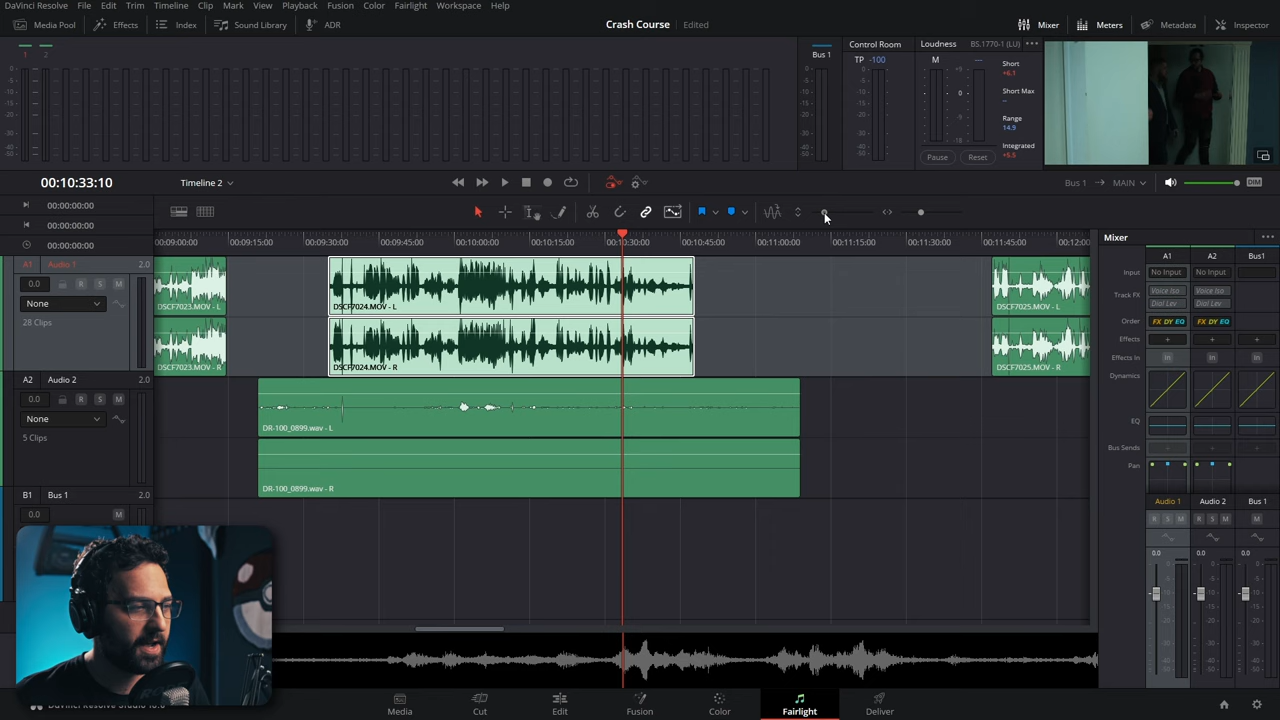 DaVinci Resolve File Edit Trim Timeline Clip Mark View Playback Fusion Color Fairlight Workspace Help
Media Pool Effects Index Sound Library ADR Crash Course Edited Mixer Meters Metadata Inspector
1 2 Bus 1 Control Room Loudness BS.1770-1 (LU)
TP -100 M
Short
+6.1
Short Max
--
Range
14.9
Integrated
+5.5
Pause Reset
00:10:33:10 Timeline 2 Bus 1 MAIN DIM
00:00:00:00
00:00:00:00
00:00:00:00
00:09:15:00 00:09:30:00 00:09:45:00 00:10:00:00 00:10:15:00 00:10:30:00 00:10:45:00 00:11:00:00 00:11:15:00 00:11:30:00 00:11:45:00
Mixer
A1 Audio 1 2.0
0.0 R S M
None
28 Clips
DSCF7023.MOV - L DSCF7024.MOV - L DSCF7025.MOV - L
DSCF7023.MOV - R DSCF7024.MOV - R DSCF7025.MOV - R
A2 Audio 2 2.0
0.0 R S M
None
5 Clips
DR-100_0899.wav - L
DR-100_0899.wav - R
B1 Bus 1 2.0
0.0 M
A1 A2 Bus1
Input No Input No Input
Track FX Voice Iso Voice Iso
Dial Lev Dial Lev
Order FX DY EQ FX DY EQ FX DY EQ
Effects + + +
Effects In
Dynamics
EQ
Bus Sends
Pan
Audio 1 Audio 2 Bus 1
R S M R S M M
0.0 0.0 0.0
Media Cut Edit Fusion Color Fairlight Deliver